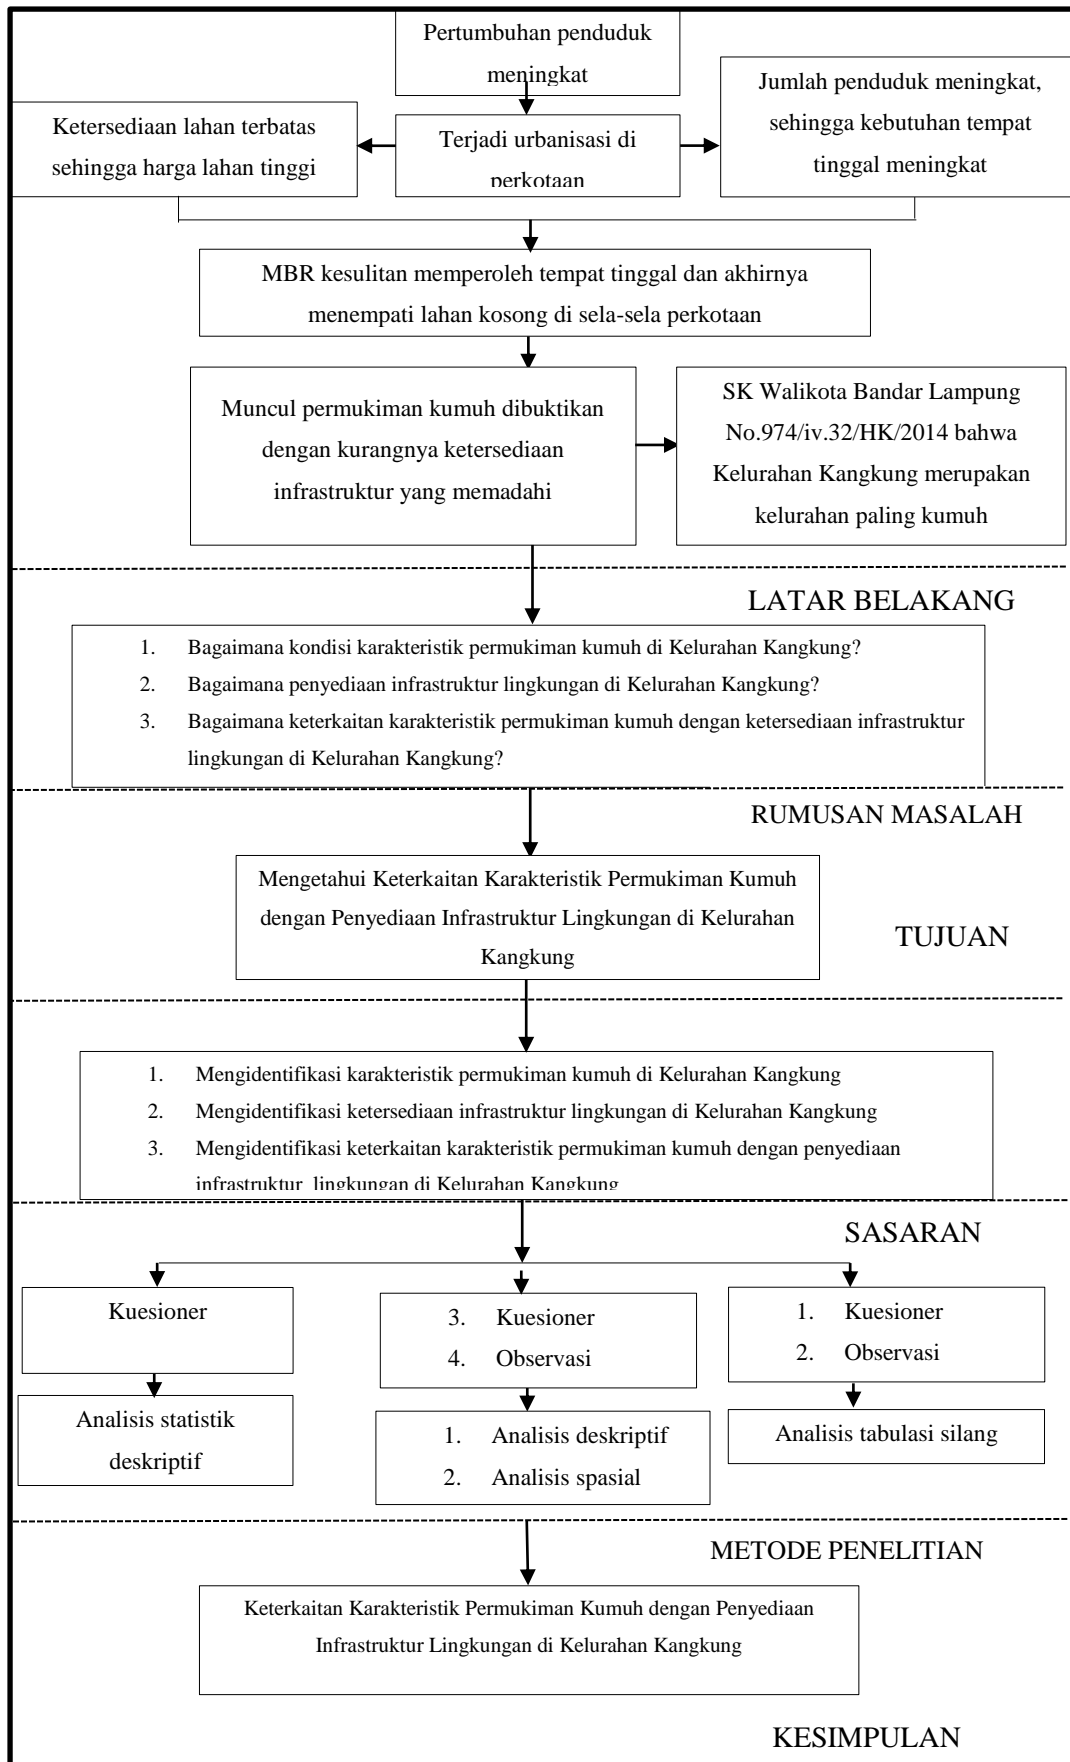 Pertumbuhan penduduk
meningkat
Ketersediaan lahan terbatas
sehingga harga lahan tinggi
Terjadi urbanisasi di
perkotaan
Jumlah penduduk meningkat,
sehingga kebutuhan tempat
tinggal meningkat
MBR kesulitan memperoleh tempat tinggal dan akhirnya
menempati lahan kosong di sela-sela perkotaan
Muncul permukiman kumuh dibuktikan
dengan kurangnya ketersediaan
infrastruktur yang memadahi
SK Walikota Bandar Lampung
No.974/iv.32/HK/2014 bahwa
Kelurahan Kangkung merupakan
kelurahan paling kumuh
LATAR BELAKANG
1. Bagaimana kondisi karakteristik permukiman kumuh di Kelurahan Kangkung?
2. Bagaimana penyediaan infrastruktur lingkungan di Kelurahan Kangkung?
3. Bagaimana keterkaitan karakteristik permukiman kumuh dengan ketersediaan infrastruktur
lingkungan di Kelurahan Kangkung?
RUMUSAN MASALAH
Mengetahui Keterkaitan Karakteristik Permukiman Kumuh
dengan Penyediaan Infrastruktur Lingkungan di Kelurahan
Kangkung
TUJUAN
1. Mengidentifikasi karakteristik permukiman kumuh di Kelurahan Kangkung
2. Mengidentifikasi ketersediaan infrastruktur lingkungan di Kelurahan Kangkung
3. Mengidentifikasi keterkaitan karakteristik permukiman kumuh dengan penyediaan
infrastruktur lingkungan di Kelurahan Kangkung
SASARAN
Kuesioner
3. Kuesioner
4. Observasi
1. Kuesioner
2. Observasi
Analisis statistik
deskriptif
1. Analisis deskriptif
2. Analisis spasial
Analisis tabulasi silang
METODE PENELITIAN
Keterkaitan Karakteristik Permukiman Kumuh dengan Penyediaan
Infrastruktur Lingkungan di Kelurahan Kangkung
KESIMPULAN